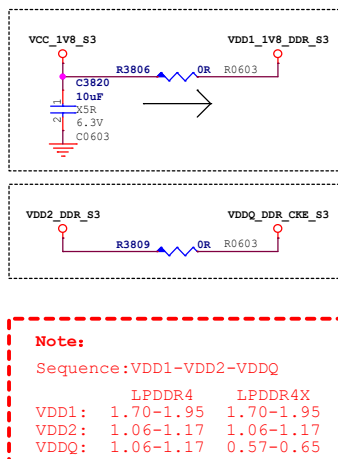 VCC_1V8_S3 VDD1_1V8_DDR_S3
R3806 0R R0603
C3820
10uF
1 X5R
2 6.3V
C0603
VDD2_DDR_S3 VDDQ_DDR_CKE_S3
R3809 0R R0603
Note:
Sequence:VDD1-VDD2-VDDQ
LPDDR4 LPDDR4X
VDD1: 1.70-1.95 1.70-1.95
VDD2: 1.06-1.17 1.06-1.17
VDDQ: 1.06-1.17 0.57-0.65